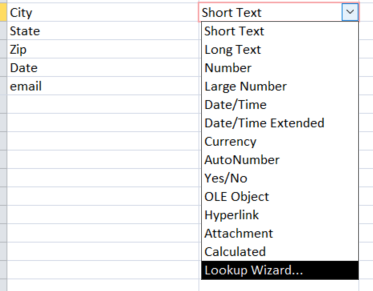 City Short Text
State Short Text
Zip Long Text
Date Number
email Large Number
Date/Time
Date/Time Extended
Currency
AutoNumber
Yes/No
OLE Object
Hyperlink
Attachment
Calculated
Lookup Wizard...